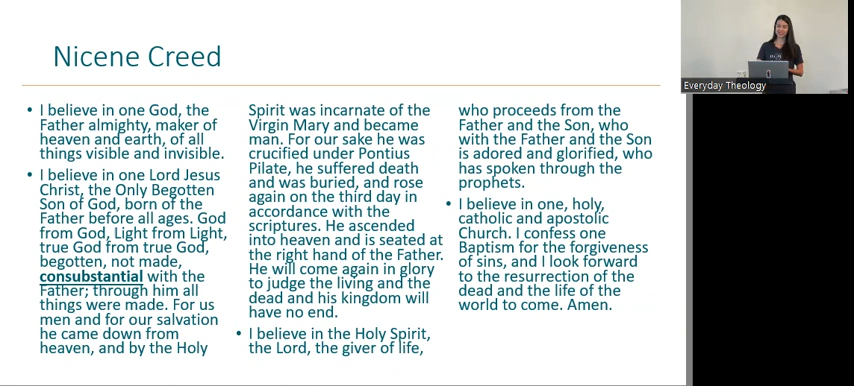 Nicene Creed
• I believe in one God, the
Father almighty, maker of
heaven and earth, of all
things visible and invisible.
• I believe in one Lord Jesus
Christ, the Only Begotten
Son of God, born of the
Father before all ages. God
from God, Light from Light,
true God from true God,
begotten, not made,
consubstantial with the
Father; through him all
things were made. For us
men and for our salvation
he came down from
heaven, and by the Holy
Spirit was incarnate of the
Virgin Mary and became
man. For our sake he was
crucified under Pontius
Pilate, he suffered death
and was buried, and rose
again on the third day in
accordance with the
scriptures. He ascended
into heaven and is seated at
the right hand of the Father.
He will come again in glory
to judge the living and the
dead and his kingdom will
have no end.
• I believe in the Holy Spirit,
the Lord, the giver of life,
who proceeds from the
Father and the Son, who
with the Father and the Son
is adored and glorified, who
has spoken through the
prophets.
• I believe in one, holy,
catholic and apostolic
Church. I confess one
Baptism for the forgiveness
of sins, and I look forward
to the resurrection of the
dead and the life of the
world to come. Amen.
Everyday Theology